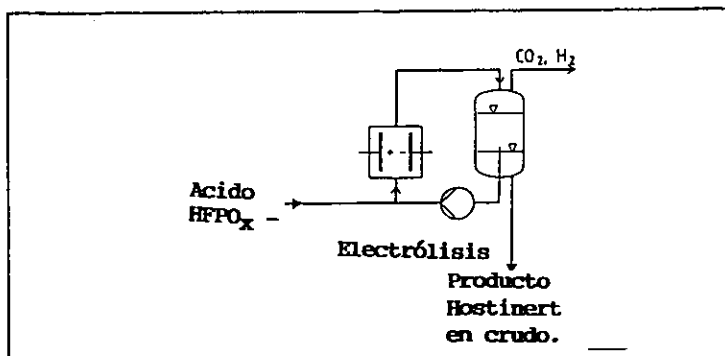 CO₂, H₂
Acido
HFPOx -
Electrólisis
Producto
Hostinert
en crudo.